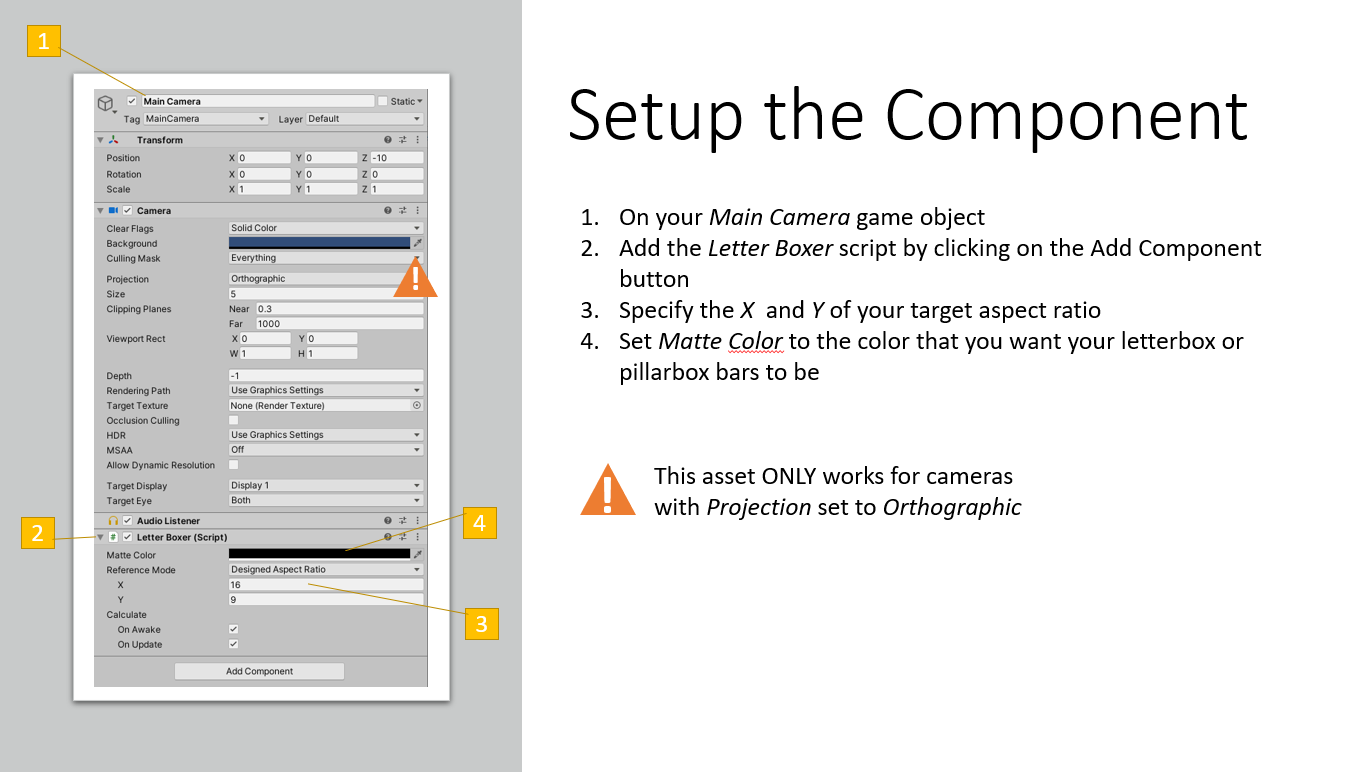 1
Main Camera
Static
Tag MainCamera Layer Default
Transform
Position X 0 Y 0 Z -10
Rotation X 0 Y 0 Z 0
Scale X 1 Y 1 Z 1
Camera
Clear Flags Solid Color
Background
Culling Mask Everything
Projection Orthographic
Size 5
Clipping Planes Near 0.3
Far 1000
Viewport Rect X 0 Y 0
W 1 H 1
Depth -1
Rendering Path Use Graphics Settings
Target Texture None (Render Texture)
Occlusion Culling
HDR Use Graphics Settings
MSAA Off
Allow Dynamic Resolution
Target Display Display 1
Target Eye Both
Audio Listener
2
# Letter Boxer (Script)
4
Matte Color
Reference Mode Designed Aspect Ratio
X 16
Y 9
3
Calculate
On Awake
On Update
Add Component
Setup the Component
1. On your Main Camera game object
2. Add the Letter Boxer script by clicking on the Add Component
button
3. Specify the X and Y of your target aspect ratio
4. Set Matte Color to the color that you want your letterbox or
pillarbox bars to be
This asset ONLY works for cameras
with Projection set to Orthographic